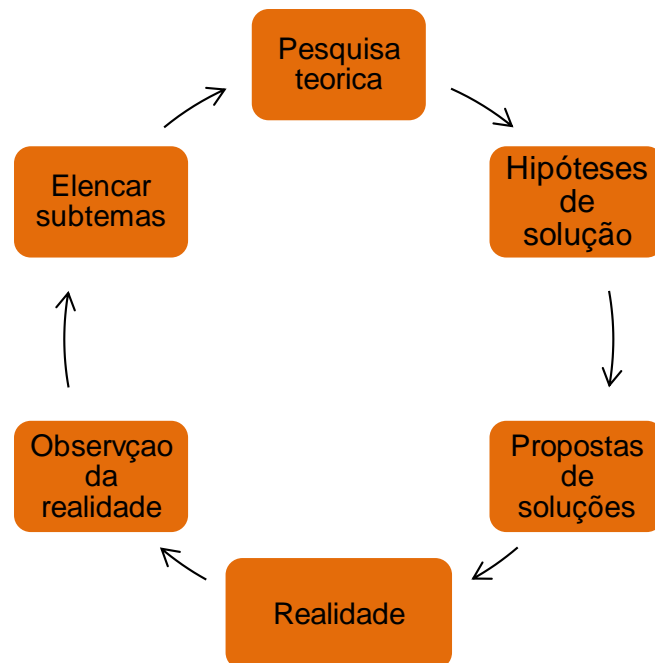 Pesquisa
teorica
Hipóteses
de
solução
Propostas
de
soluções
Realidade
Observçao
da
realidade
Elencar
subtemas